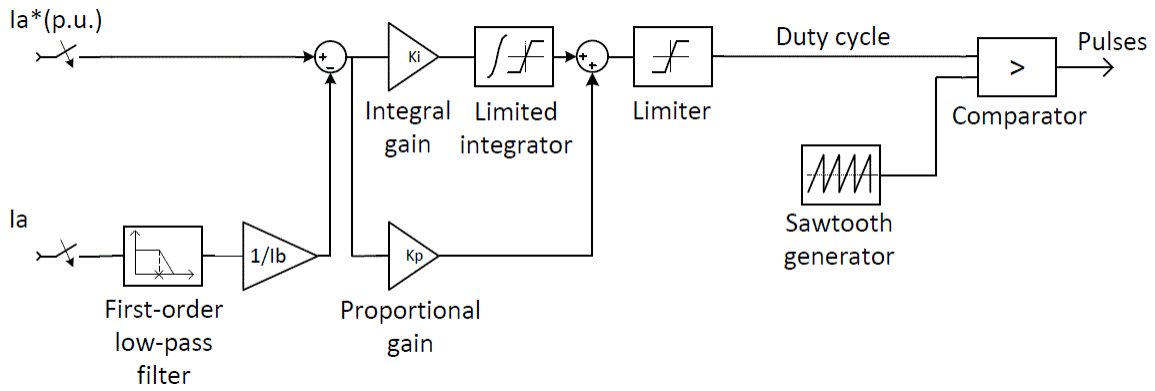 Ia*(p.u.)
Duty cycle
Pulses
+
-
Ki
+
+
>
Integral
gain
Limited
integrator
Limiter
Comparator
Ia
1/Ib
Kp
Sawtooth
generator
First-order
low-pass
filter
Proportional
gain